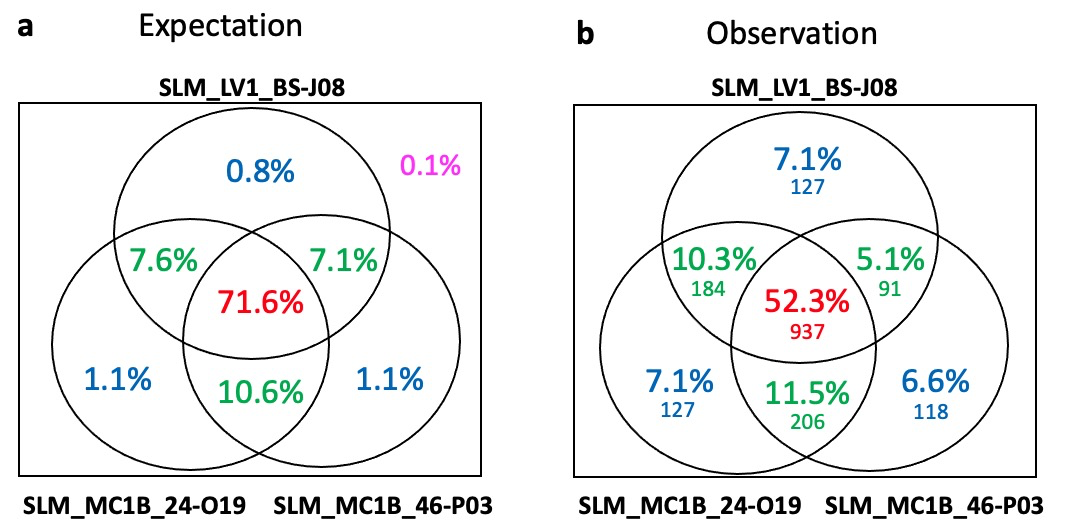 a Expectation
SLM_LV1_BS-J08
0.8%
0.1%
7.6%
7.1%
71.6%
1.1%
10.6%
1.1%
SLM_MC1B_24-O19
SLM_MC1B_46-P03
b Observation
SLM_LV1_BS-J08
7.1%
127
10.3%
184
5.1%
91
52.3%
937
7.1%
127
11.5%
206
6.6%
118
SLM_MC1B_24-O19
SLM_MC1B_46-P03